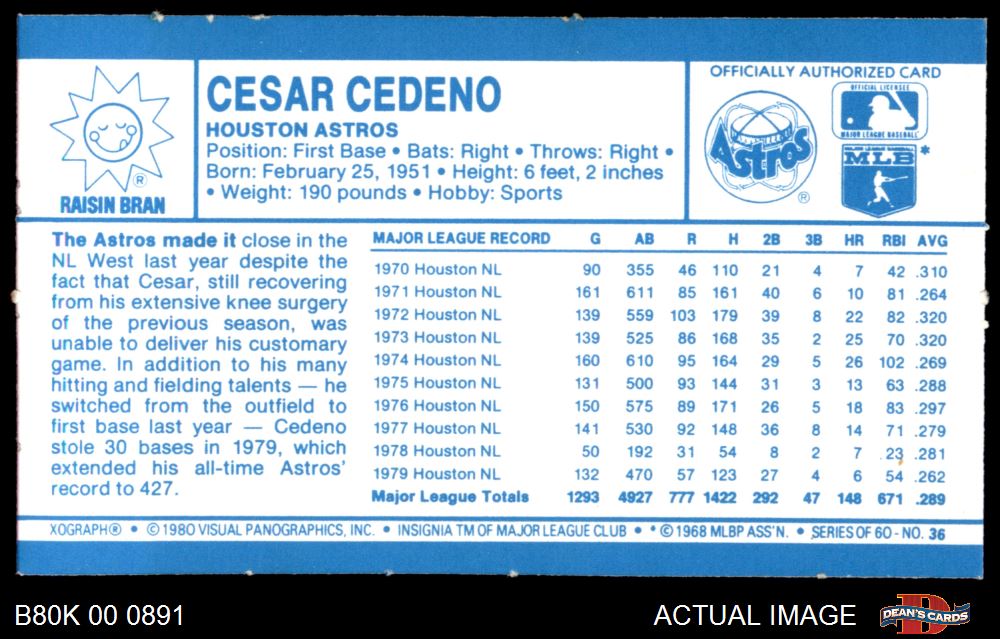 RAISIN BRAN
®
CESAR CEDENO
HOUSTON ASTROS
Position: First Base • Bats: Right • Throws: Right •
Born: February 25, 1951 • Height: 6 feet, 2 inches
• Weight: 190 pounds • Hobby: Sports
OFFICIALLY AUTHORIZED CARD
Astros
®
OFFICIAL LICENSEE
MAJOR LEAGUE BASEBALL
MAJOR LEAGUE BASEBALL
MLB *
The Astros made it close in the
NL West last year despite the
fact that Cesar, still recovering
from his extensive knee surgery
of the previous season, was
unable to deliver his customary
game. In addition to his many
hitting and fielding talents — he
switched from the outfield to
first base last year — Cedeno
stole 30 bases in 1979, which
extended his all-time Astros'
record to 427.
MAJOR LEAGUE RECORD G AB R H 2B 3B HR RBI AVG
1970 Houston NL 90 355 46 110 21 4 7 42 .310
1971 Houston NL 161 611 85 161 40 6 10 81 .264
1972 Houston NL 139 559 103 179 39 8 22 82 .320
1973 Houston NL 139 525 86 168 35 2 25 70 .320
1974 Houston NL 160 610 95 164 29 5 26 102 .269
1975 Houston NL 131 500 93 144 31 3 13 63 .288
1976 Houston NL 150 575 89 171 26 5 18 83 .297
1977 Houston NL 141 530 92 148 36 8 14 71 .279
1978 Houston NL 50 192 31 54 8 2 7 23 .281
1979 Houston NL 132 470 57 123 27 4 6 54 .262
Major League Totals 1293 4927 777 1422 292 47 148 671 .289
XOGRAPH® • © 1980 VISUAL PANOGRAPHICS, INC. • INSIGNIA TM OF MAJOR LEAGUE CLUB • * © 1968 MLBP ASS'N. • SERIES OF 60 - NO. 36
B80K 00 0891
ACTUAL IMAGE
DEAN'S CARDS